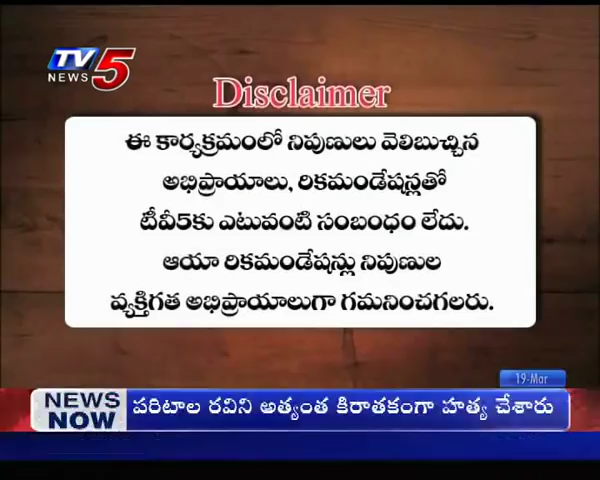 TV5
NEWS
Disclaimer
ఈ కార్యక్రమంలో నిపుణులు వెలిబుచ్చిన
అభిప్రాయాలు, రికమండేషన్లతో
టీవీ5కు ఎటువంటి సంబంధం లేదు.
ఆయా రికమండేషన్లు నిపుణుల
వ్యక్తిగత అభిప్రాయాలుగా గమనించగలరు.
19-Mar
NEWS
NOW
పరిటాల రవిని అత్యంత కిరాతకంగా హత్య చేశారు